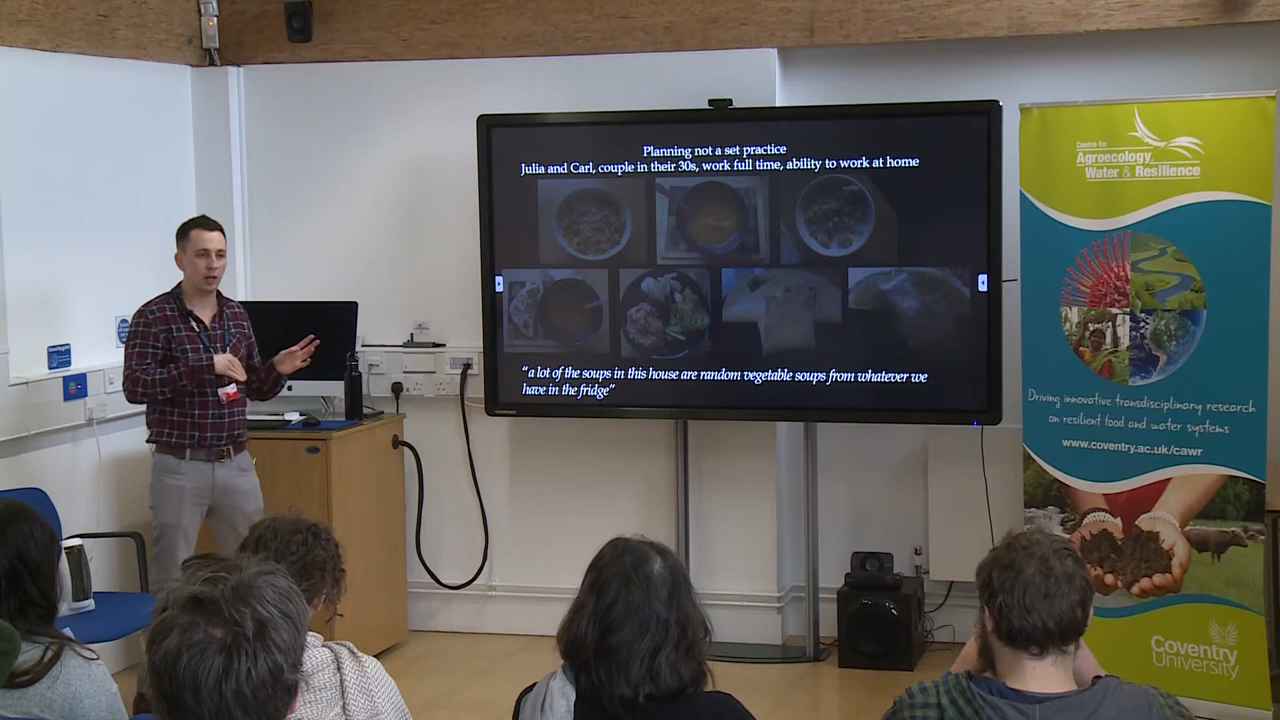 Planning not a set practice
Julia and Carl, couple in their 30s, work full time, ability to work at home
“a lot of the soups in this house are random vegetable soups from whatever we
have in the fridge”
Centre for
Agroecology,
Water & Resilience
Driving innovative transdisciplinary research
on resilient food and water systems
www.coventry.ac.uk/cawr
Coventry
University